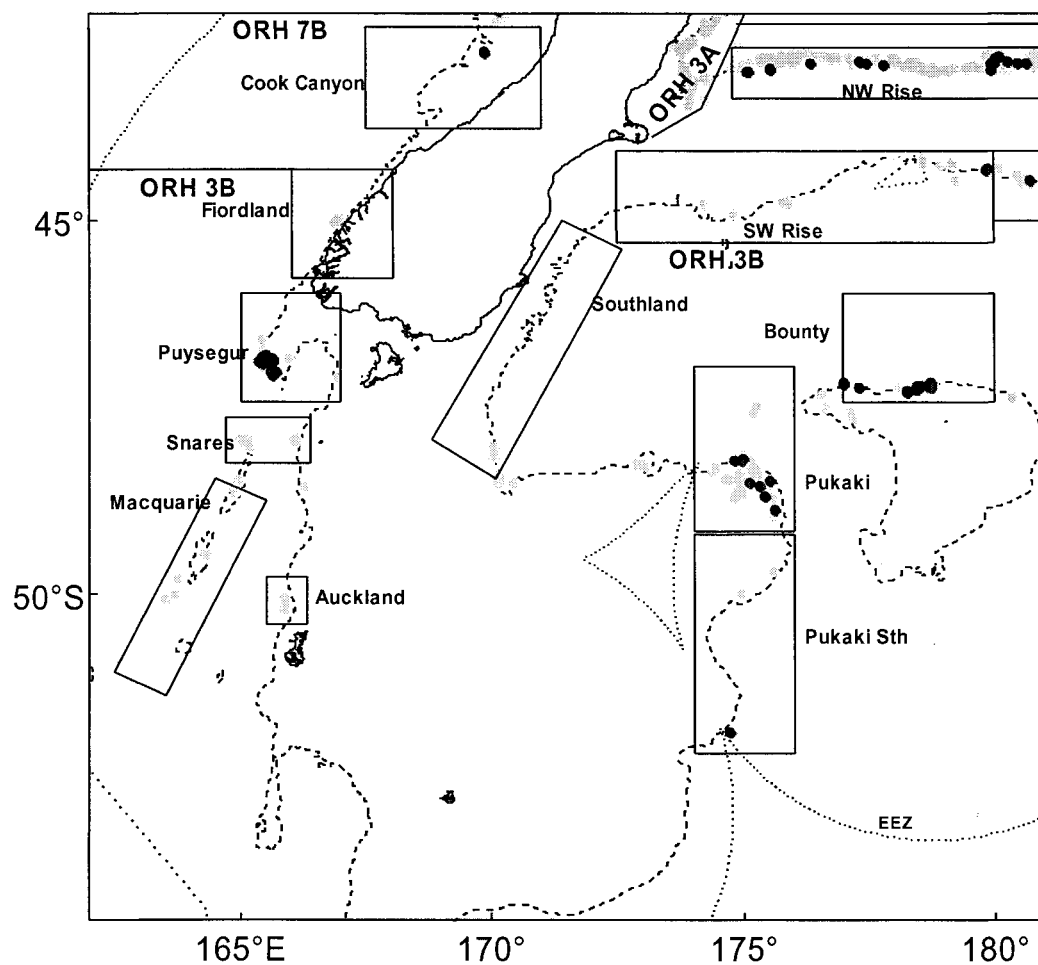 ORH 7B
Cook Canyon
ORH 3A
NW Rise
ORH 3B
Fiordland
45°
SW Rise
ORH 3B
Southland
Bounty
Puysegur
Snares
Macquarie
Pukaki
50°S
Auckland
Pukaki Sth
EEZ
165°E
170°
175°
180°